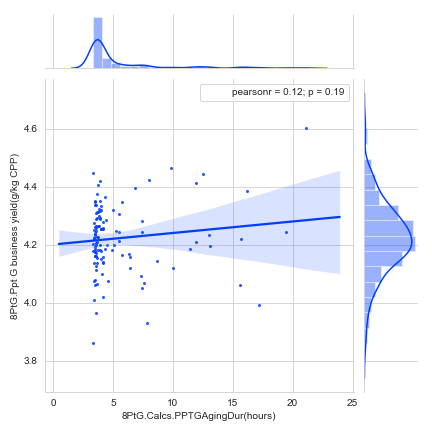 pearsonr = 0.12; p = 0.19
8PtG.Ppt G business yield(g/kg CPP)
4.6
4.4
4.2
4.0
3.8
0 5 10 15 20 25
8PtG.Calcs.PPTGAgingDur(hours)